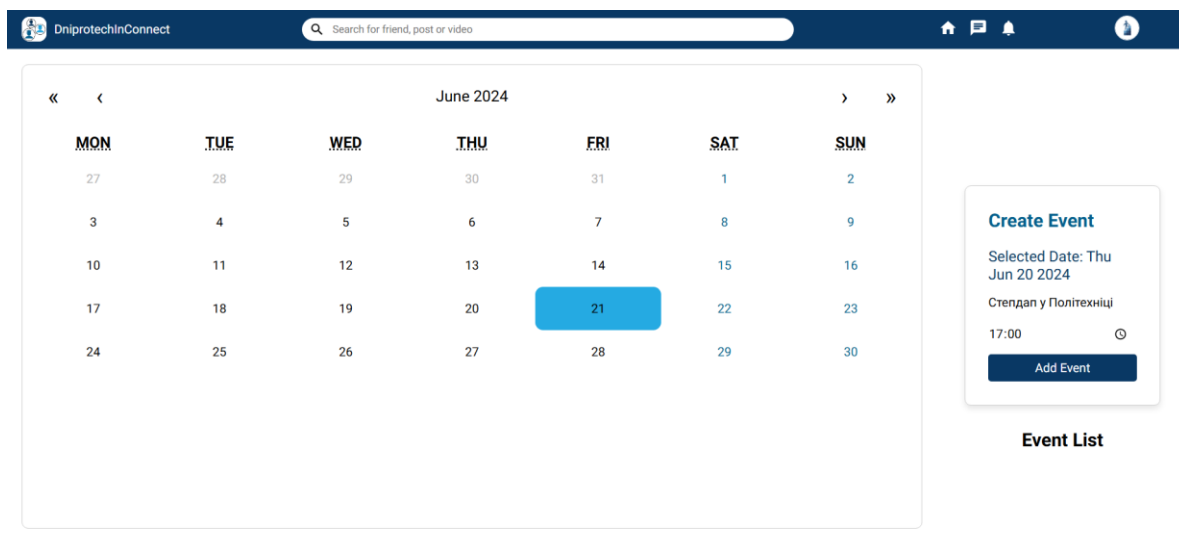 DniprotechInConnect Search for friend, post or video
« ‹ June 2024 › »
MON TUE WED THU FRI SAT SUN
27 28 29 30 31 1 2
3 4 5 6 7 8 9
10 11 12 13 14 15 16
17 18 19 20 21 22 23
24 25 26 27 28 29 30
Create Event
Selected Date: Thu
Jun 20 2024
Степдап у Політехніці
17:00
Add Event
Event List